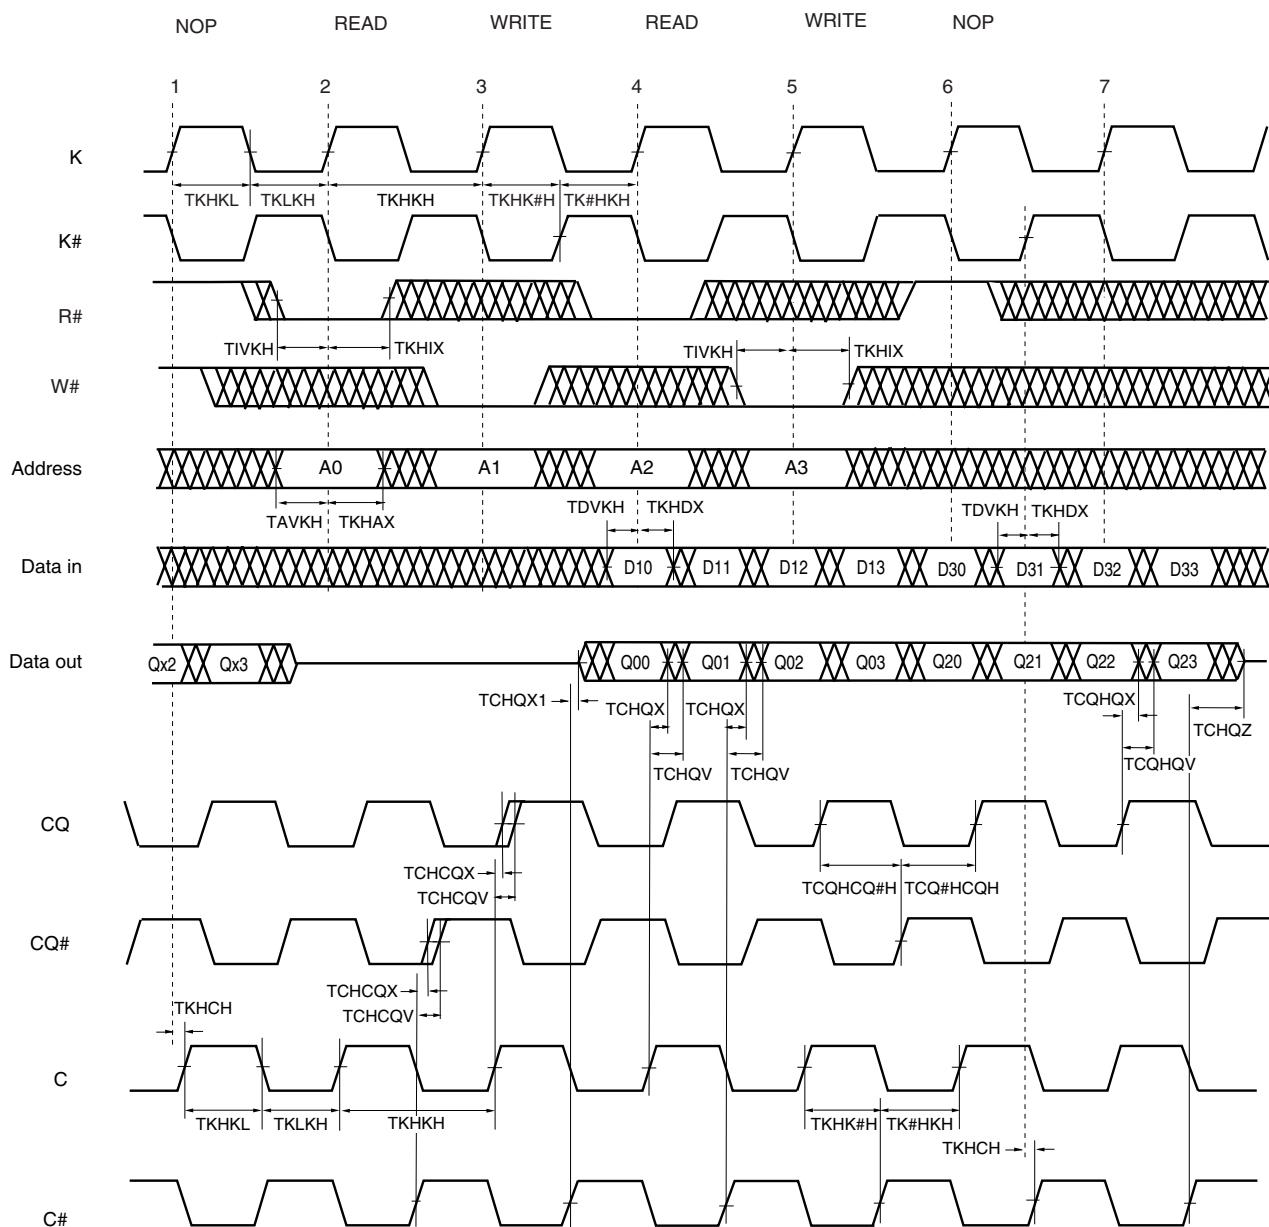 NOP READ WRITE READ WRITE NOP
1 2 3 4 5 6 7
K
TKHKL TKLKH TKHKH TKHK#H TK#HKH
K#
R#
TIVKH TKHIX TIVKH TKHIX
W#
Address A0 A1 A2 A3
TAVKH TKHAX TDVKH TKHDX TDVKH TKHDX
Data in D10 D11 D12 D13 D30 D31 D32 D33
Data out Qx2 Qx3 Q00 Q01 Q02 Q03 Q20 Q21 Q22 Q23
TCHQX1 TCHQX TCHQX TCQHQX
TCHQZ
TCHQV TCHQV TCQHQV
CQ
TCHCQX TCQHCQ#H TCQ#HCQH
TCHCQV
CQ#
TCHCQX
TKHCH
TCHCQV
C
TKHKL TKLKH TKHKH TKHK#H TK#HKH
TKHCH
C#